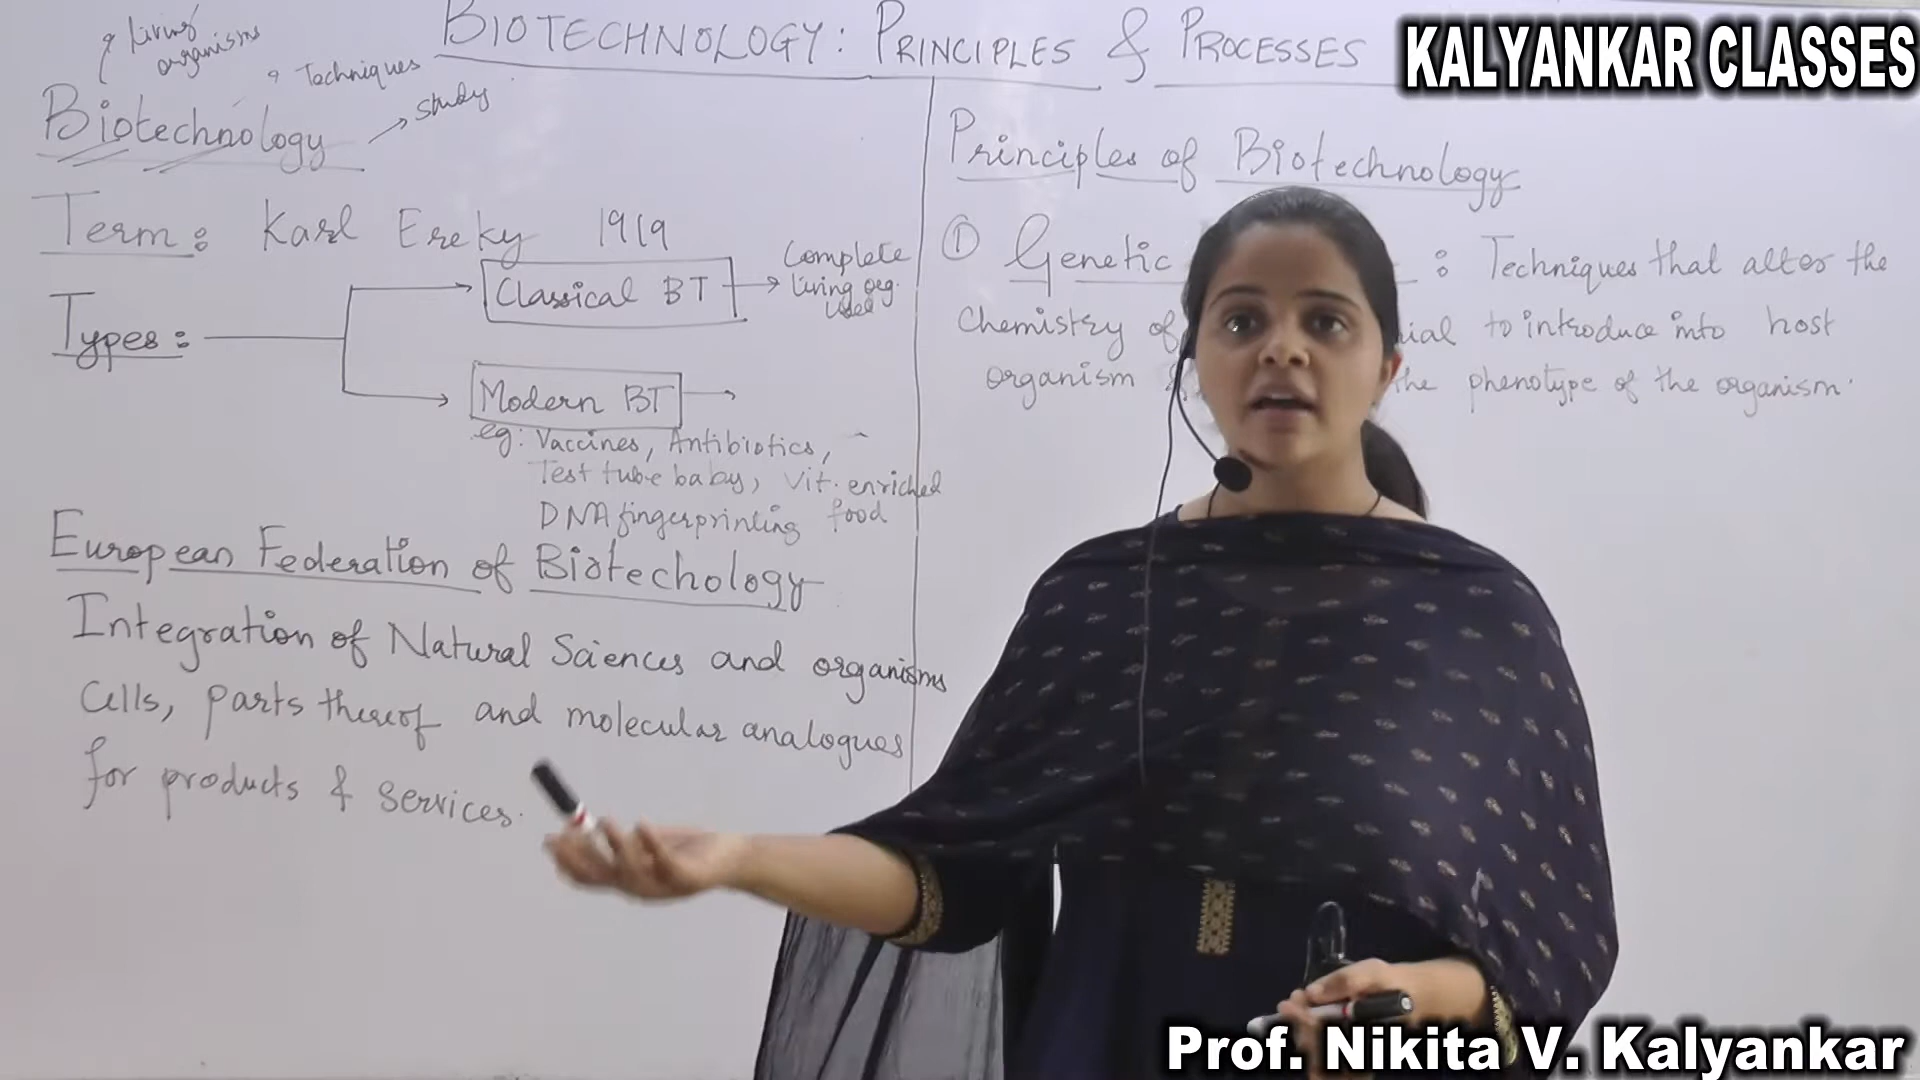 BIOTECHNOLOGY: PRINCIPLES & PROCESSES
KALYANKAR CLASSES
living organisms
Techniques
Study
Biotechnology
Term: Karl Ereky 1919
Types:
Classical BT
Complete
living org.
used
Modern BT
eg: Vaccines, Antibiotics,
Test tube baby, Vit. enriched
DNA fingerprinting food
European Federation of Biotechology
Integration of Natural Sciences and organisms
Cells, parts thereof and molecular analogues
for products & services.
Principles of Biotechnology
① Genetic : Techniques that alter the
Chemistry of to introduce into host
organism the phenotype of the organism.
Prof. Nikita V. Kalyankar